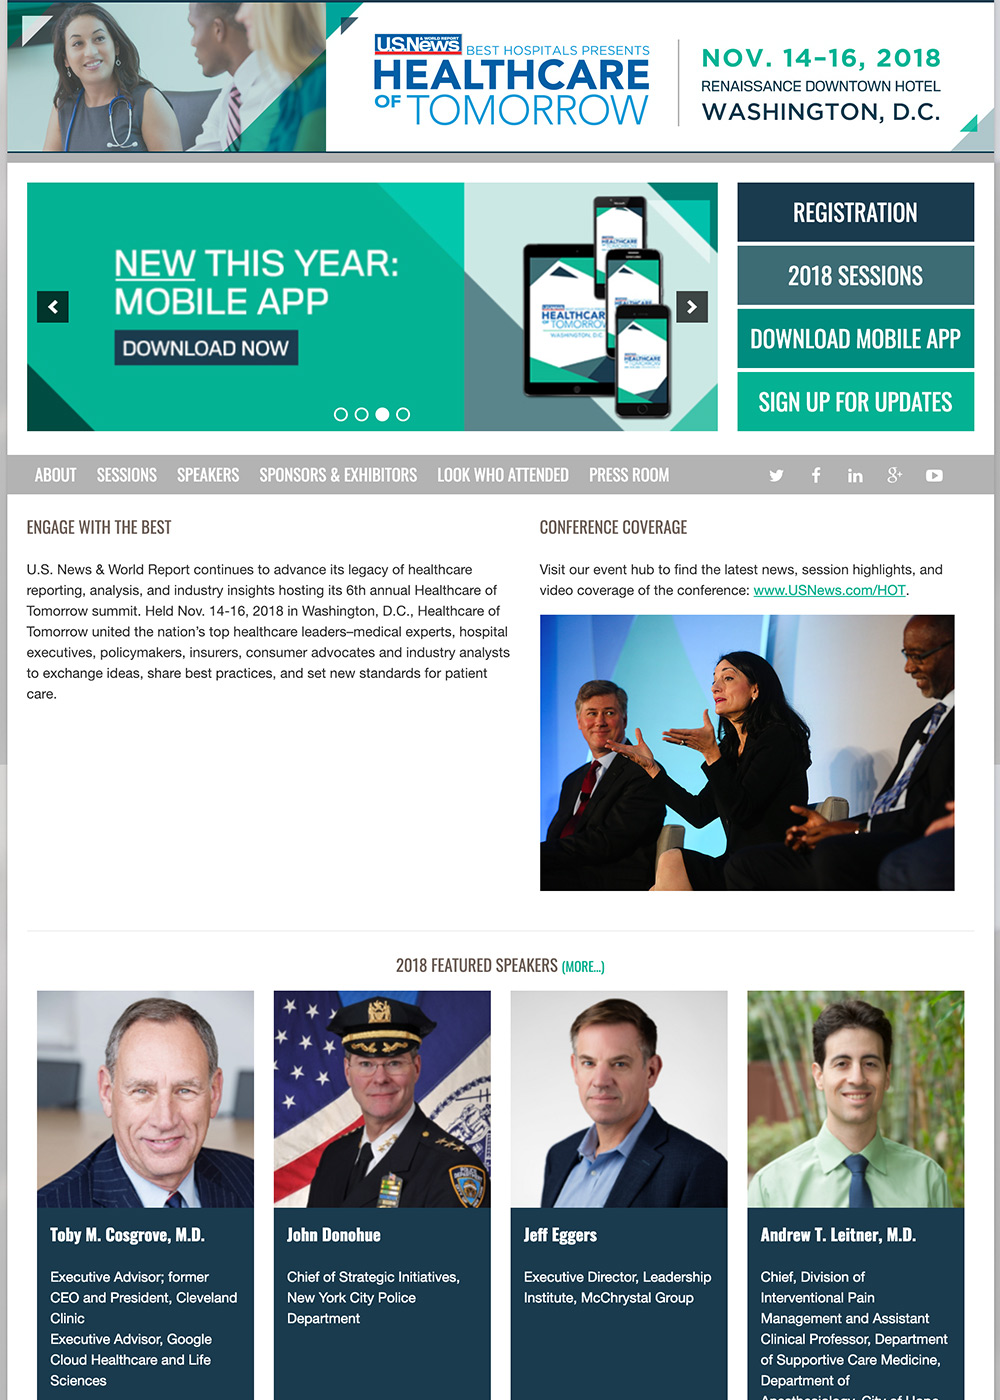 U.S.News & WORLD REPORT BEST HOSPITALS PRESENTS
HEALTHCARE
OF TOMORROW
NOV. 14–16, 2018
RENAISSANCE DOWNTOWN HOTEL
WASHINGTON, D.C.
NEW THIS YEAR:
MOBILE APP
DOWNLOAD NOW
HEALTHCARE
OF TOMORROW
WASHINGTON, D.C.
HEALTHCARE
HEALTHCARE
REGISTRATION
2018 SESSIONS
DOWNLOAD MOBILE APP
SIGN UP FOR UPDATES
ABOUT SESSIONS SPEAKERS SPONSORS & EXHIBITORS LOOK WHO ATTENDED PRESS ROOM
ENGAGE WITH THE BEST
U.S. News & World Report continues to advance its legacy of healthcare
reporting, analysis, and industry insights hosting its 6th annual Healthcare of
Tomorrow summit. Held Nov. 14-16, 2018 in Washington, D.C., Healthcare of
Tomorrow united the nation's top healthcare leaders–medical experts, hospital
executives, policymakers, insurers, consumer advocates and industry analysts
to exchange ideas, share best practices, and set new standards for patient
care.
CONFERENCE COVERAGE
Visit our event hub to find the latest news, session highlights, and
video coverage of the conference: www.USNews.com/HOT.
2018 FEATURED SPEAKERS (MORE...)
Toby M. Cosgrove, M.D.
Executive Advisor; former
CEO and President, Cleveland
Clinic
Executive Advisor, Google
Cloud Healthcare and Life
Sciences
John Donohue
Chief of Strategic Initiatives,
New York City Police
Department
Jeff Eggers
Executive Director, Leadership
Institute, McChrystal Group
Andrew T. Leitner, M.D.
Chief, Division of
Interventional Pain
Management and Assistant
Clinical Professor, Department
of Supportive Care Medicine,
Department of
Anesthesiology, City of Hope